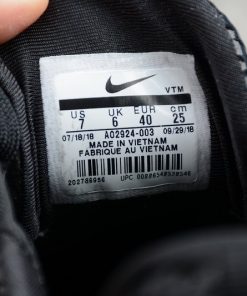 VTM
US UK EUR cm
7 6 40 25
07/18/18 AO2924-003 09/29/18
MADE IN VIETNAM
FABRIQUE AU VIETNAM